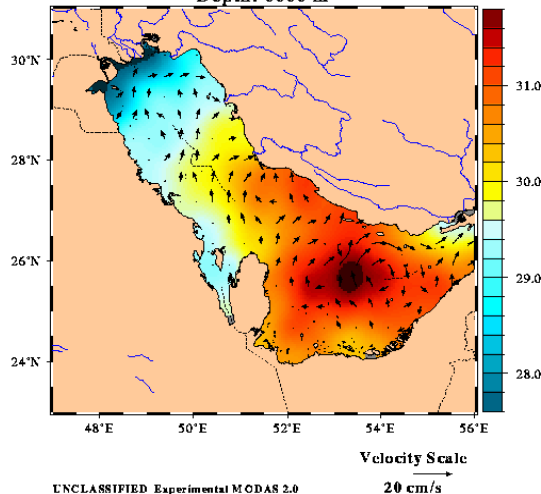 30°N
28°N
26°N
24°N
48°E
50°E
52°E
54°E
56°E
31.0
30.0
29.0
28.0
Velocity Scale
20 cm/s
UNCLASSIFIED Experimental MODAS 2.0